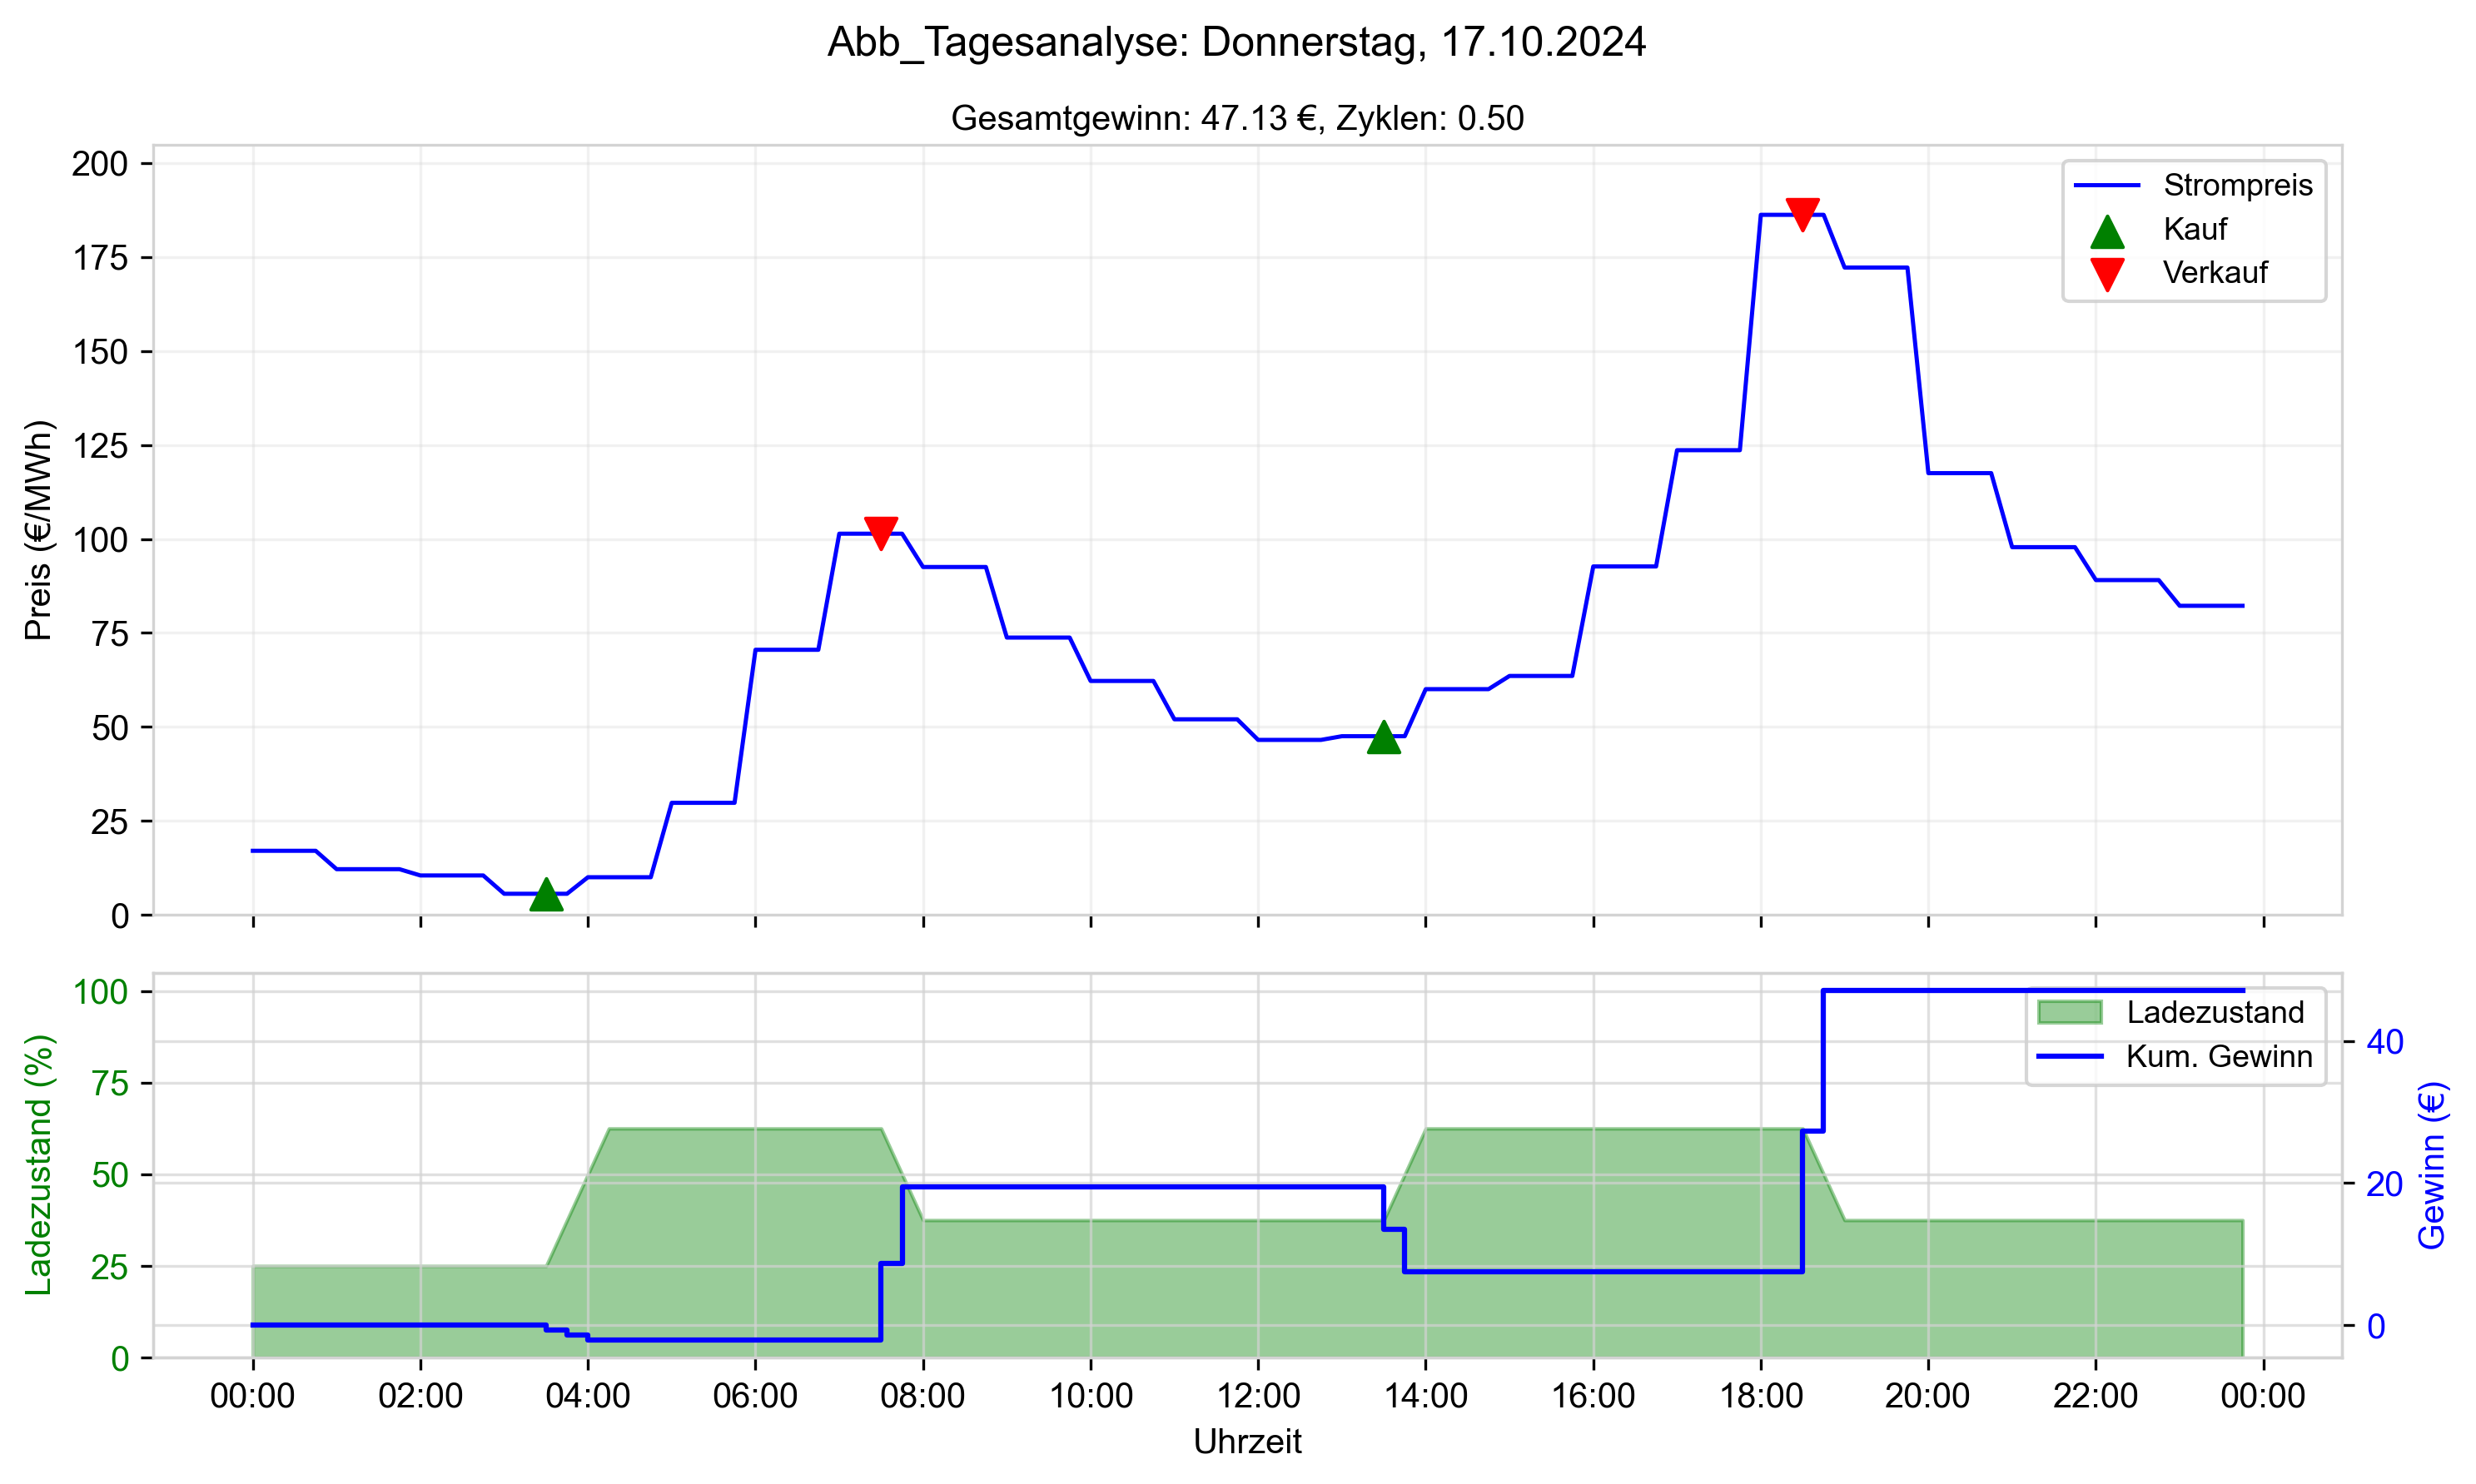 Abb_Tagesanalyse: Donnerstag, 17.10.2024
Gesamtgewinn: 47.13 €, Zyklen: 0.50
Preis (€/MWh)
200
175
150
125
100
75
50
25
0
Strompreis
Kauf
Verkauf
Ladezustand (%)
100
75
50
25
0
Ladezustand
Kum. Gewinn
40
20
0
Gewinn (€)
00:00 02:00 04:00 06:00 08:00 10:00 12:00 14:00 16:00 18:00 20:00 22:00 00:00
Uhrzeit